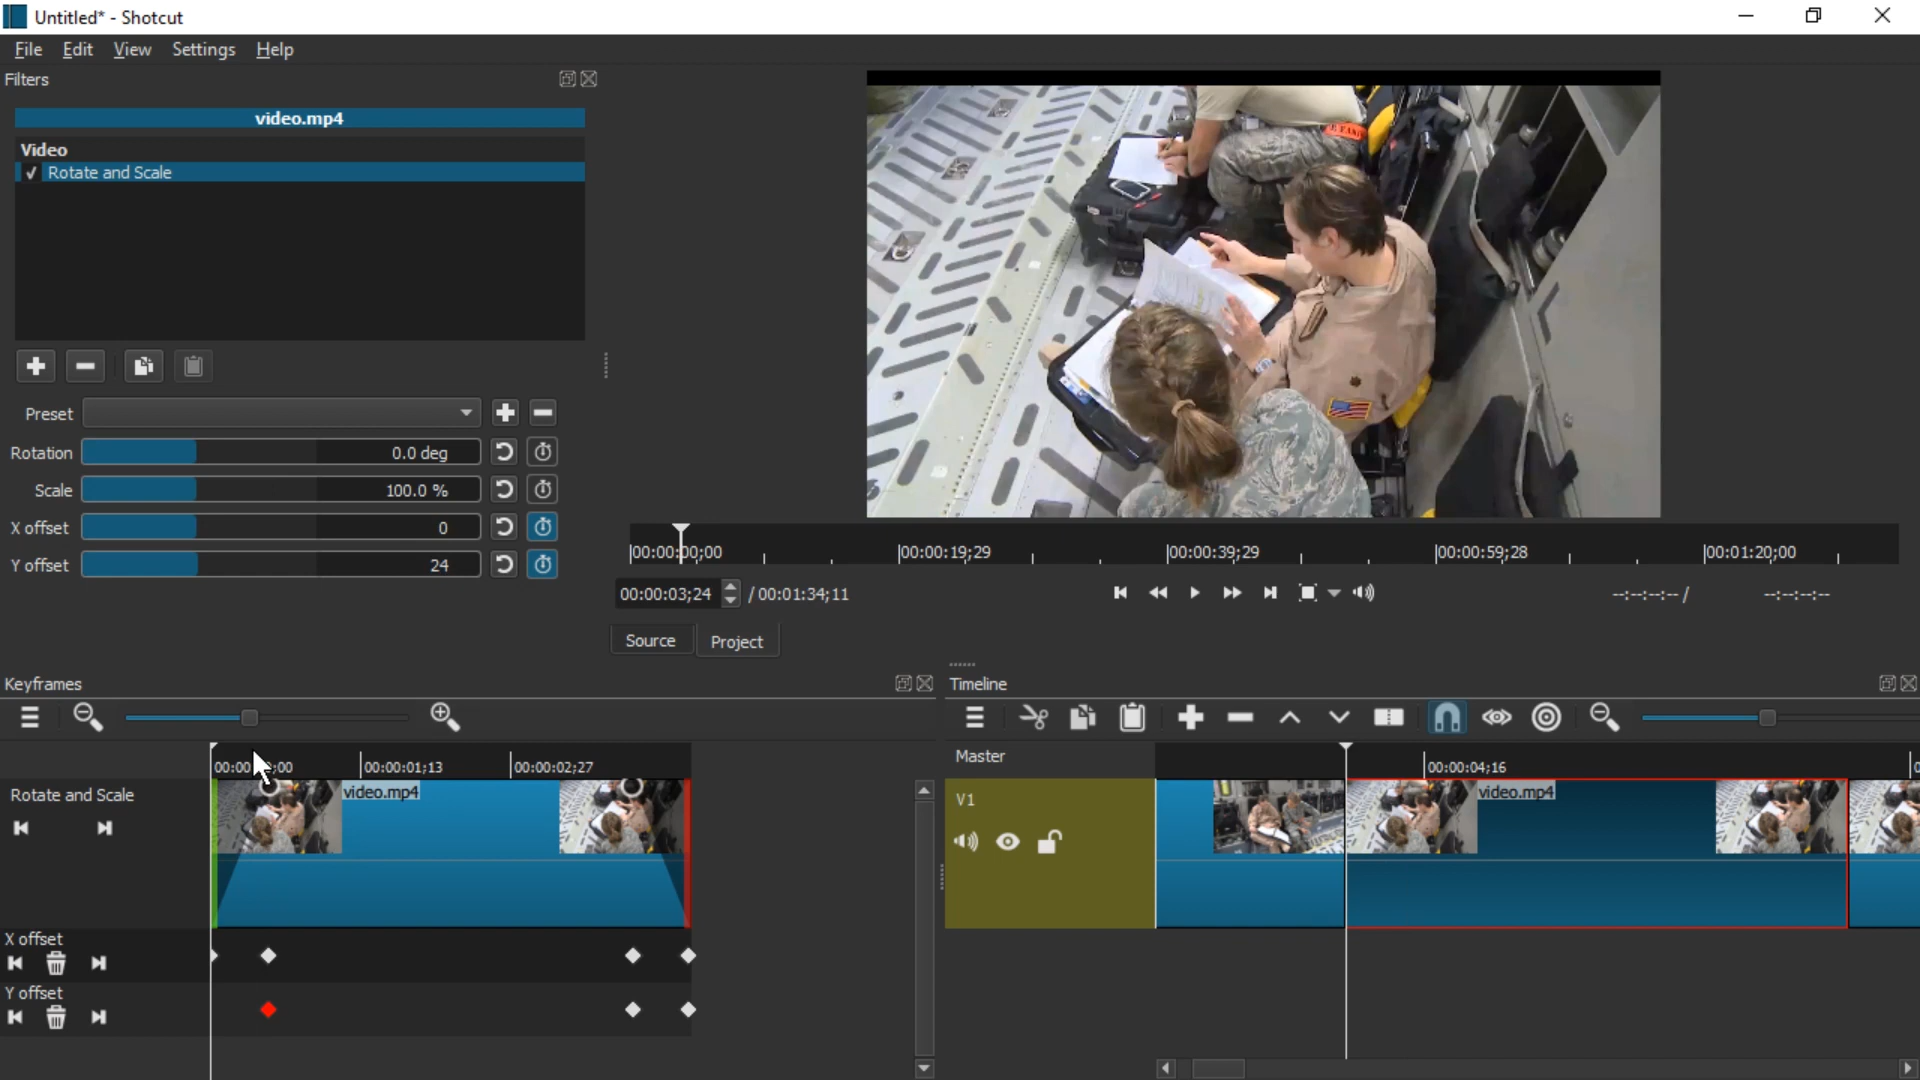 Untitled* - Shotcut
File Edit View Settings Help
Filters
video.mp4
Video
✓ Rotate and Scale
Preset
Rotation 0.0 deg
Scale 100.0 %
X offset 0
Y offset 24
00:00:00;00 00:00:19;29 00:00:39;29 00:00:59;28 00:01:20;00
00:00:03;24 / 00:01:34;11 --:--:--:-- / --:--:--:--
Source Project
Keyframes
00:00:01;13 00:00:02;27
Rotate and Scale
video.mp4
X offset
Y offset
Timeline
Master
00:00:04;16
V1
video.mp4